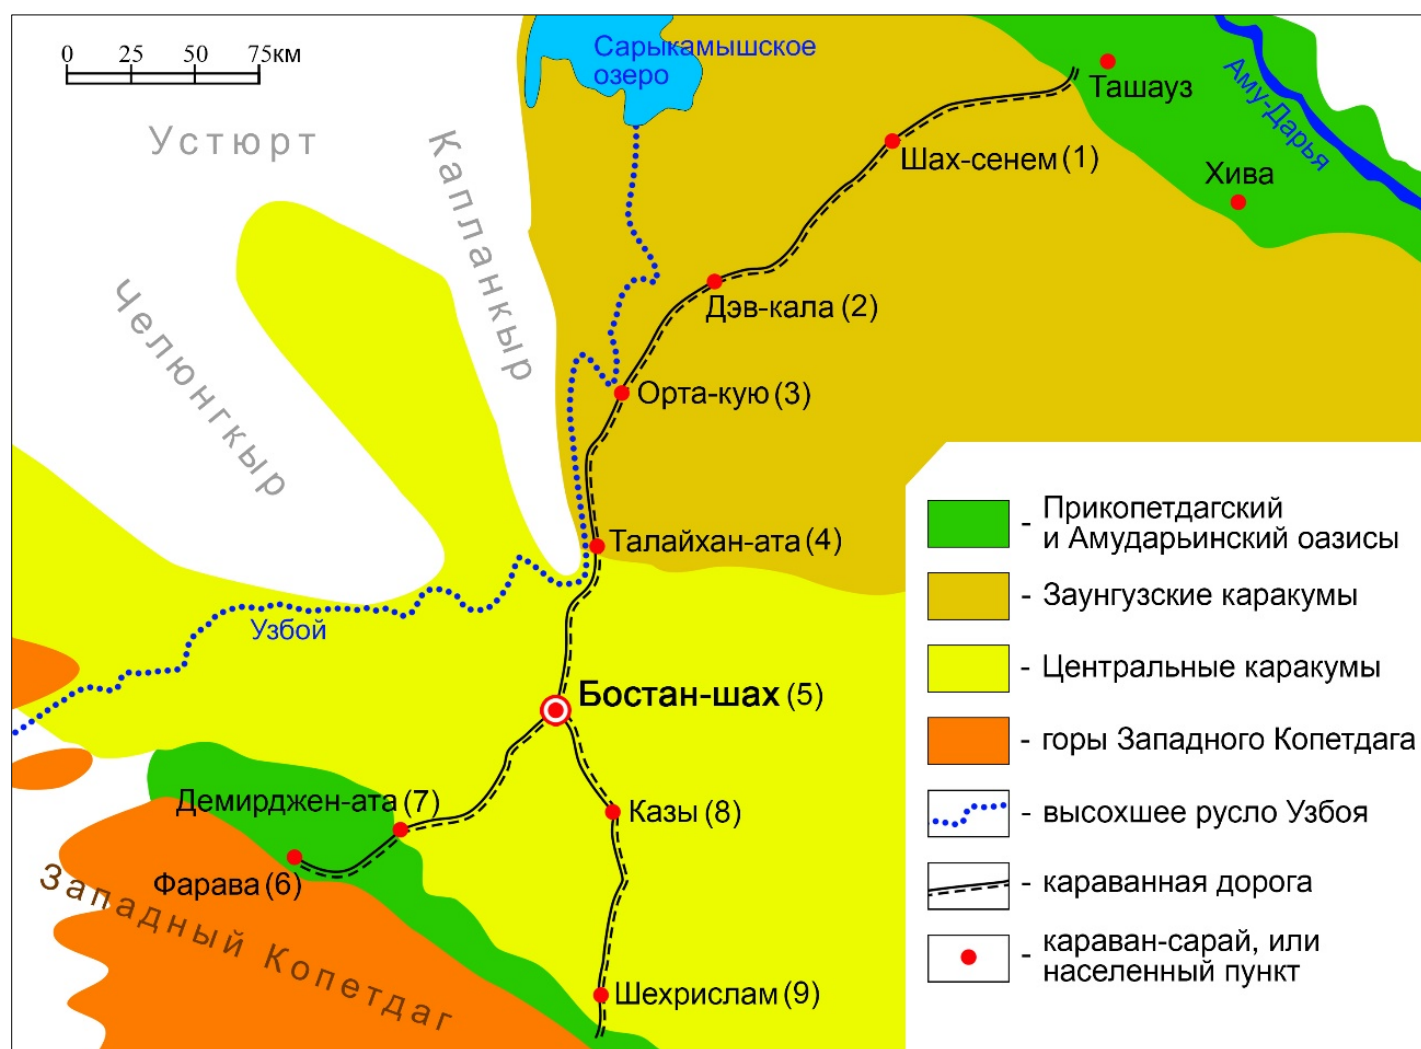 0 25 50 75км
Сарыкамышское
озеро
Ташауз
Аму-Дарья
Устюрт
Капланкыр
Шах-сенем (1)
Хива
Челюнгкыр
Дэв-кала (2)
Орта-кую (3)
Талайхан-ата (4)
Узбой
Бостан-шах (5)
Демирджен-ата (7)
Казы (8)
Фарава (6)
Западный Копетдаг
Шехрислам (9)
- Прикопетдагский
и Амударьинский оазисы
- Заунгузские каракумы
- Центральные каракумы
- горы Западного Копетдага
- высохшее русло Узбоя
- караванная дорога
- караван-сарай, или
населенный пункт